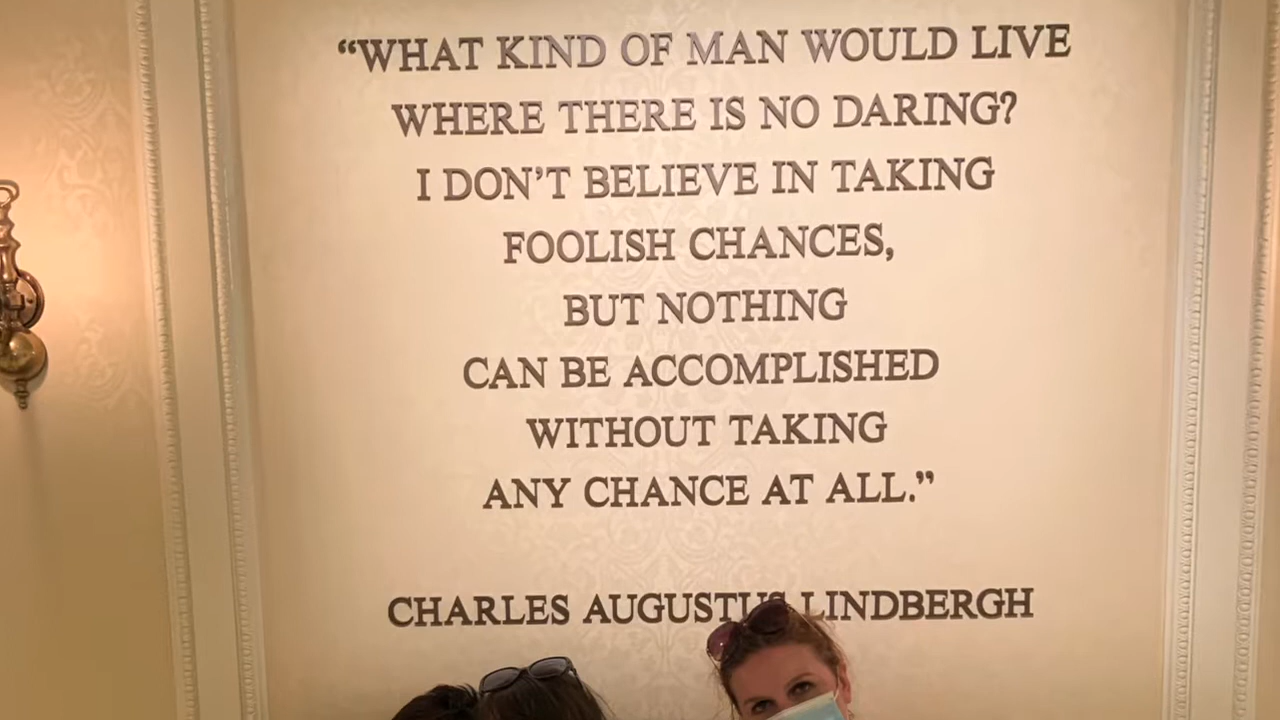 “WHAT KIND OF MAN WOULD LIVE
WHERE THERE IS NO DARING?
I DON’T BELIEVE IN TAKING
FOOLISH CHANCES,
BUT NOTHING
CAN BE ACCOMPLISHED
WITHOUT TAKING
ANY CHANCE AT ALL.”
CHARLES AUGUSTUS LINDBERGH